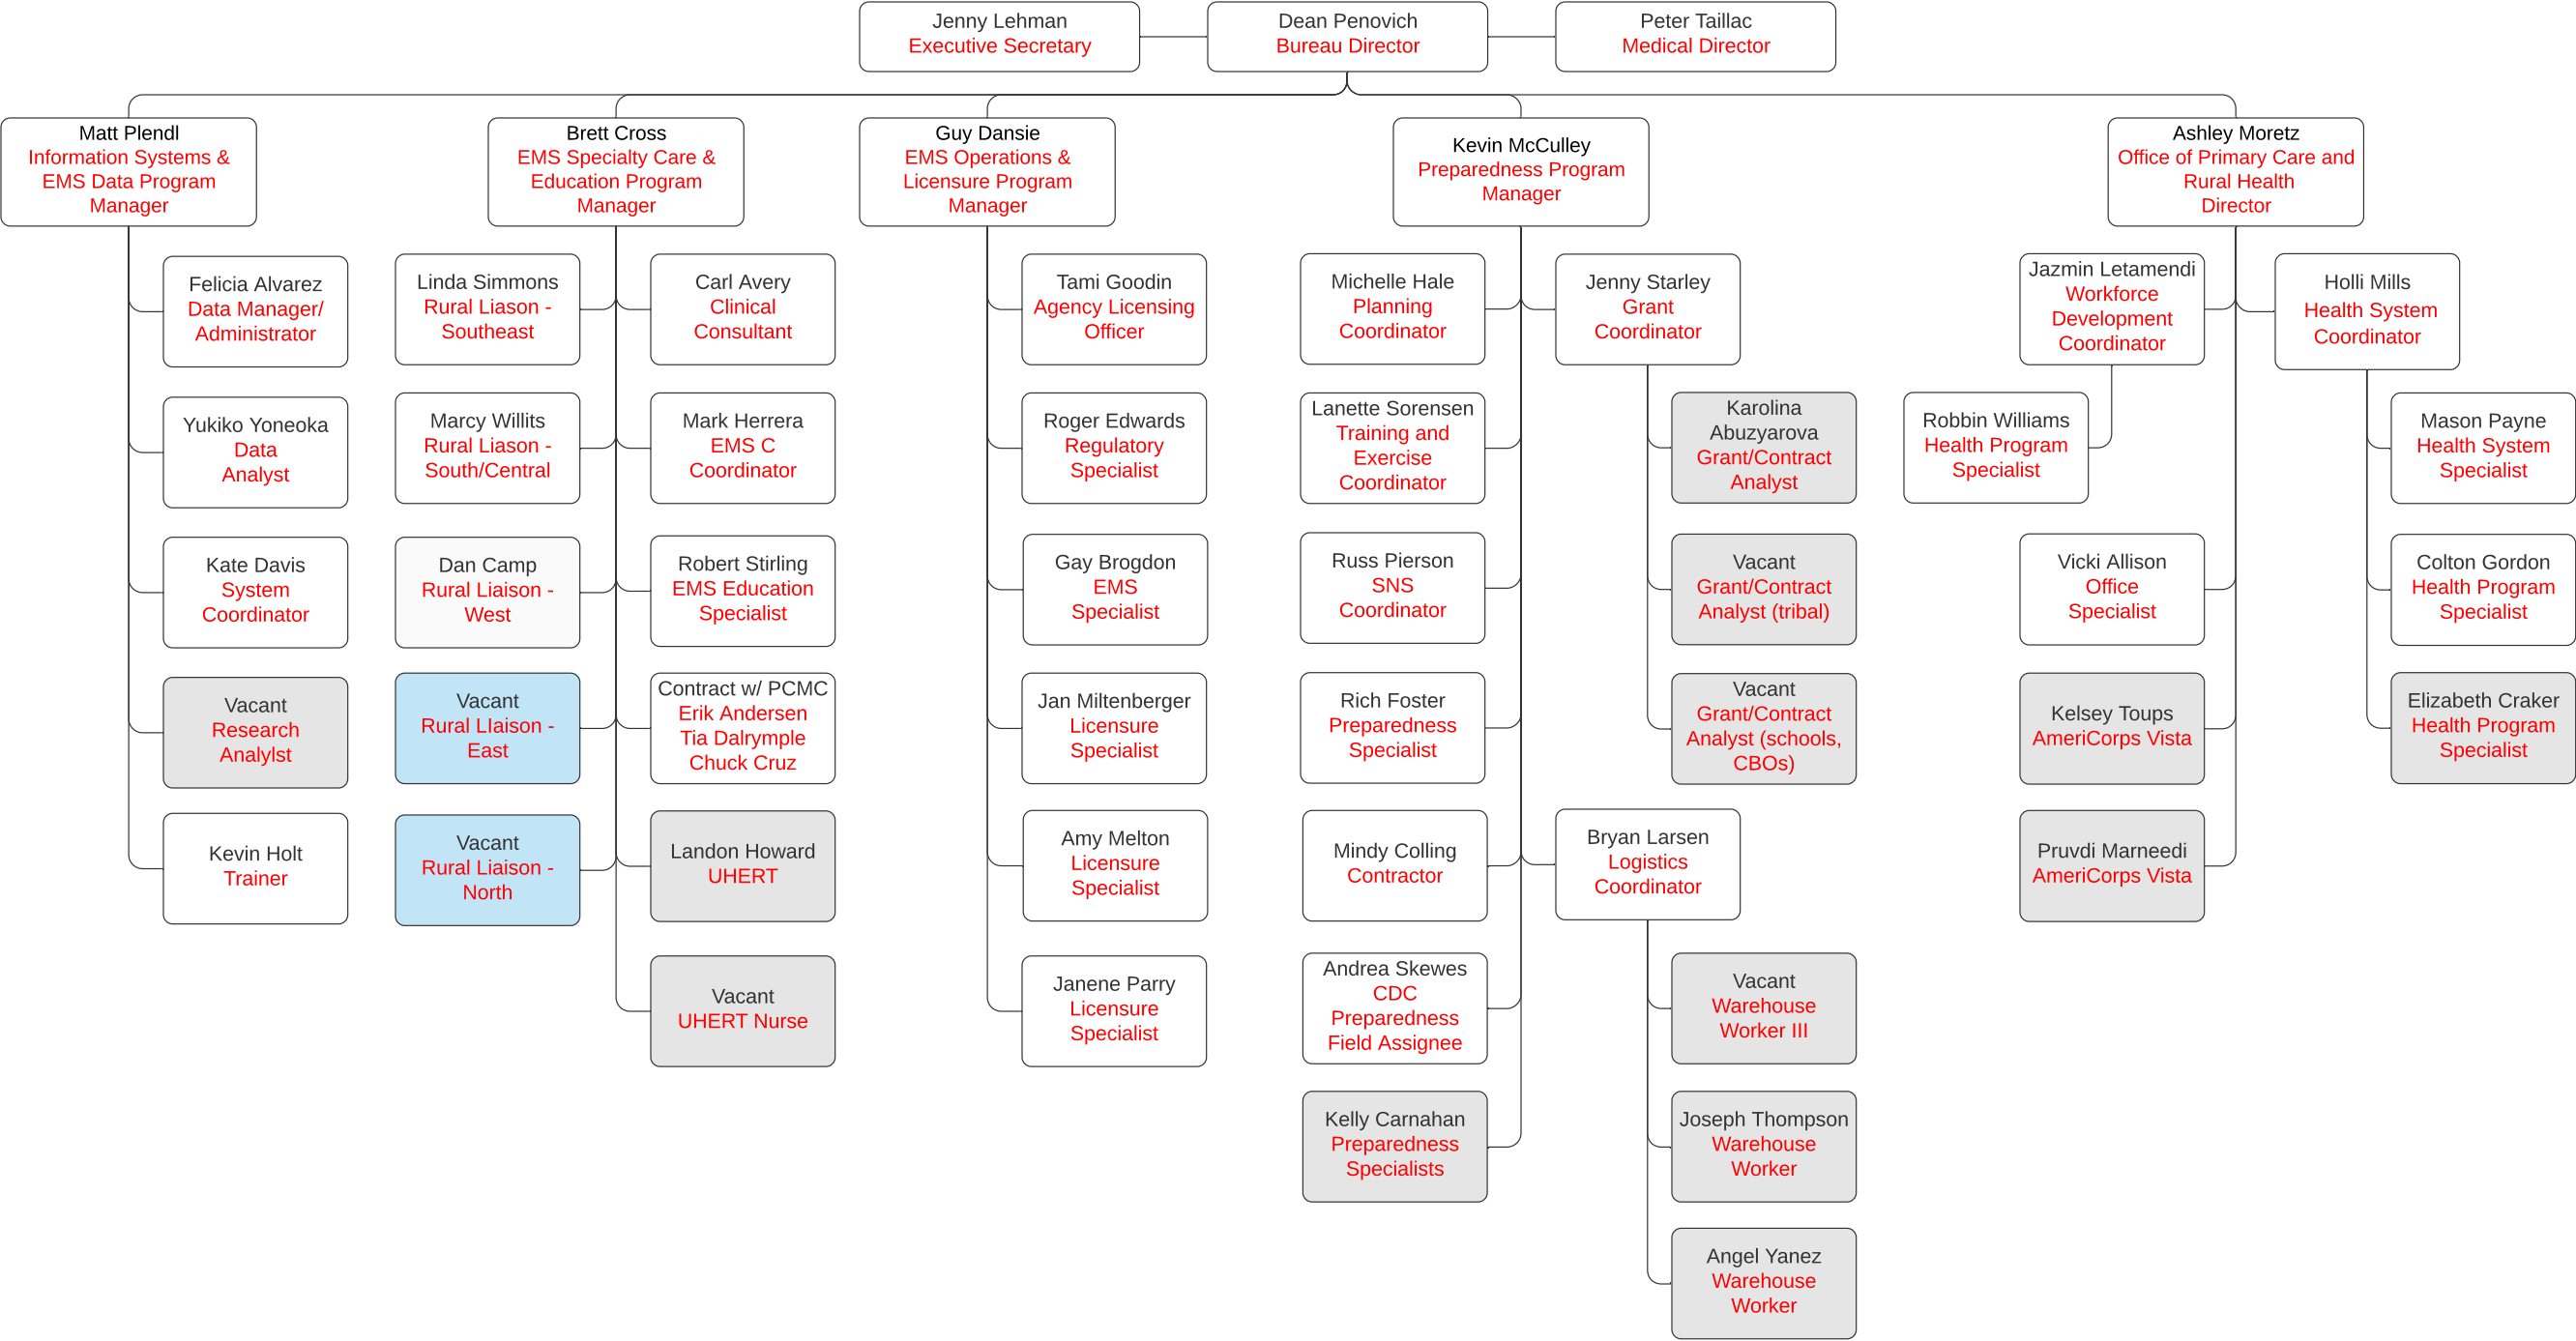 Jenny Lehman
Executive Secretary
Dean Penovich
Bureau Director
Peter Taillac
Medical Director
Matt Plendl
Information Systems &
EMS Data Program
Manager
Brett Cross
EMS Specialty Care &
Education Program
Manager
Guy Dansie
EMS Operations &
Licensure Program
Manager
Kevin McCulley
Preparedness Program
Manager
Ashley Moretz
Office of Primary Care and
Rural Health
Director
Felicia Alvarez
Data Manager/
Administrator
Yukiko Yoneoka
Data
Analyst
Kate Davis
System
Coordinator
Vacant
Research
Analylst
Kevin Holt
Trainer
Linda Simmons
Rural Liason -
Southeast
Marcy Willits
Rural Liason -
South/Central
Dan Camp
Rural Liaison -
West
Vacant
Rural LIaison -
East
Vacant
Rural Liaison -
North
Carl Avery
Clinical
Consultant
Mark Herrera
EMS C
Coordinator
Robert Stirling
EMS Education
Specialist
Contract w/ PCMC
Erik Andersen
Tia Dalrymple
Chuck Cruz
Landon Howard
UHERT
Vacant
UHERT Nurse
Tami Goodin
Agency Licensing
Officer
Roger Edwards
Regulatory
Specialist
Gay Brogdon
EMS
Specialist
Jan Miltenberger
Licensure
Specialist
Amy Melton
Licensure
Specialist
Janene Parry
Licensure
Specialist
Michelle Hale
Planning
Coordinator
Lanette Sorensen
Training and
Exercise
Coordinator
Russ Pierson
SNS
Coordinator
Rich Foster
Preparedness
Specialist
Mindy Colling
Contractor
Andrea Skewes
CDC
Preparedness
Field Assignee
Kelly Carnahan
Preparedness
Specialists
Jenny Starley
Grant
Coordinator
Karolina
Abuzyarova
Grant/Contract
Analyst
Vacant
Grant/Contract
Analyst (tribal)
Vacant
Grant/Contract
Analyst (schools,
CBOs)
Bryan Larsen
Logistics
Coordinator
Vacant
Warehouse
Worker III
Joseph Thompson
Warehouse
Worker
Angel Yanez
Warehouse
Worker
Jazmin Letamendi
Workforce
Development
Coordinator
Robbin Williams
Health Program
Specialist
Vicki Allison
Office
Specialist
Kelsey Toups
AmeriCorps Vista
Pruvdi Marneedi
AmeriCorps Vista
Holli Mills
Health System
Coordinator
Mason Payne
Health System
Specialist
Colton Gordon
Health Program
Specialist
Elizabeth Craker
Health Program
Specialist